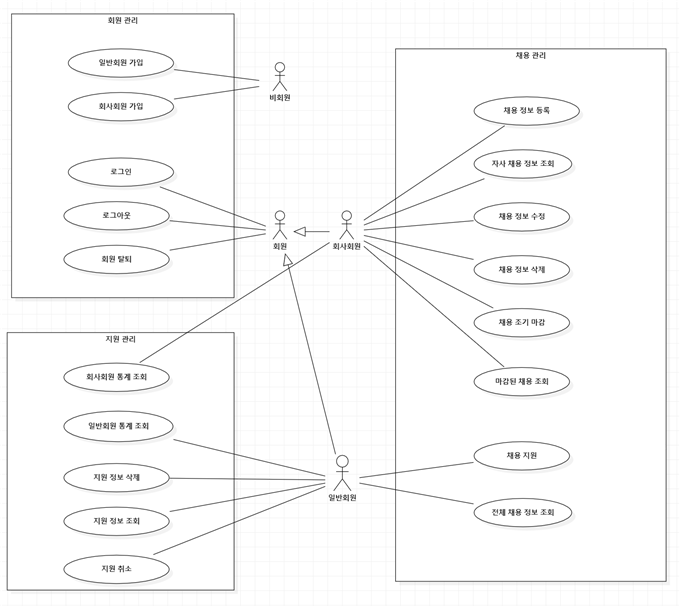 회원 관리
일반회원 가입
회사회원 가입
비회원
로그인
로그아웃
회원 탈퇴
회원
회사회원
지원 관리
회사회원 통계 조회
일반회원 통계 조회
지원 정보 삭제
지원 정보 조회
지원 취소
일반회원
채용 관리
채용 정보 등록
자사 채용 정보 조회
채용 정보 수정
채용 정보 삭제
채용 조기 마감
마감된 채용 조회
채용 지원
전체 채용 정보 조회